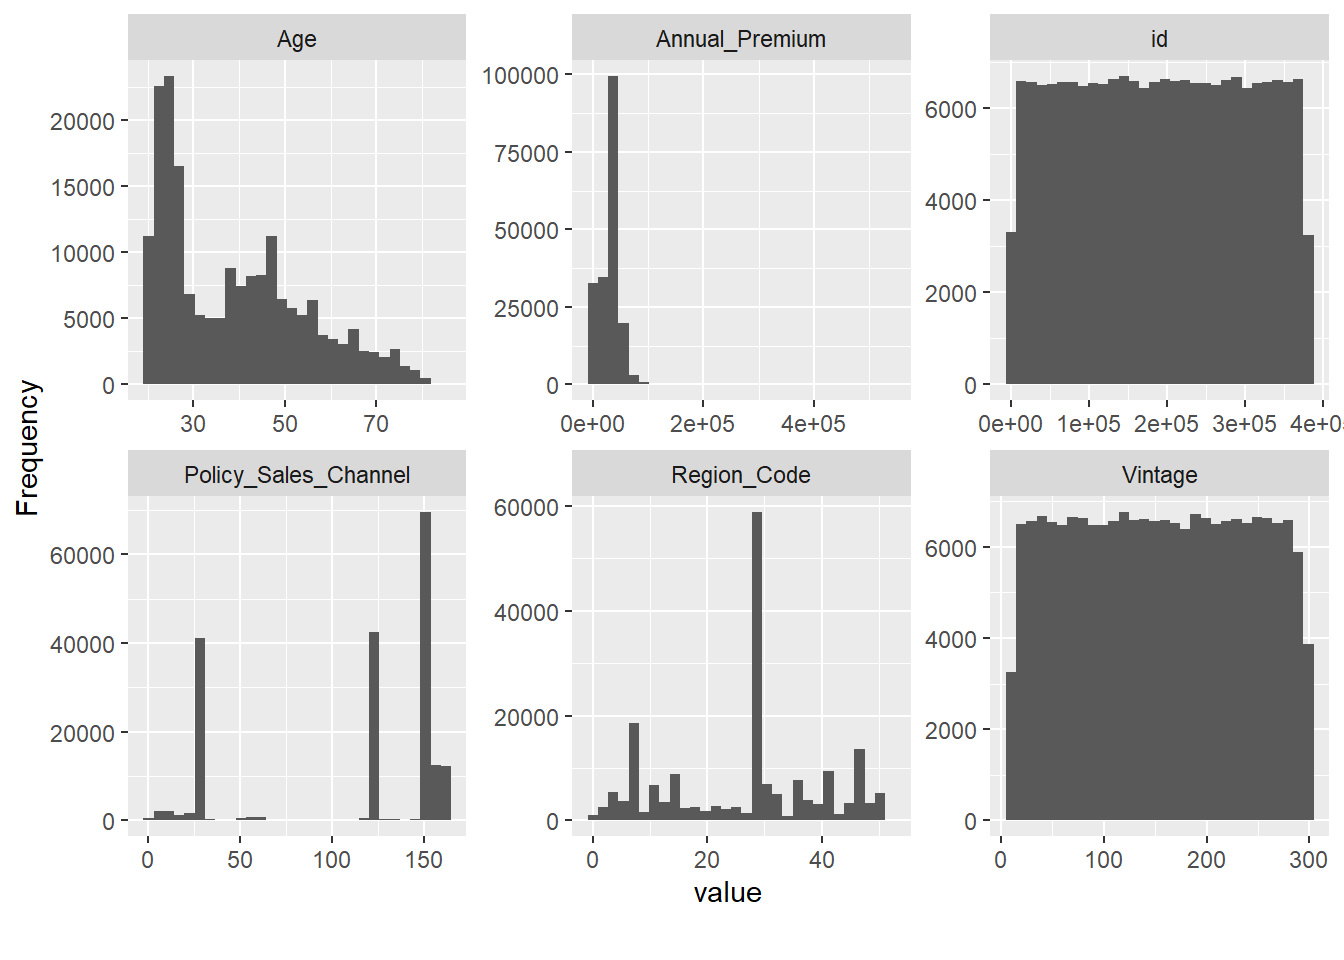 Age
Annual_Premium
id
20000
15000
10000
5000
0
30 50 70
100000
75000
50000
25000
0
0e+00 2e+05 4e+05
6000
4000
2000
0
0e+00 1e+05 2e+05 3e+05 4e+0
Frequency
Policy_Sales_Channel
Region_Code
Vintage
60000
40000
20000
0
0 50 100 150
60000
40000
20000
0
0 20 40
6000
4000
2000
0
0 100 200 300
value